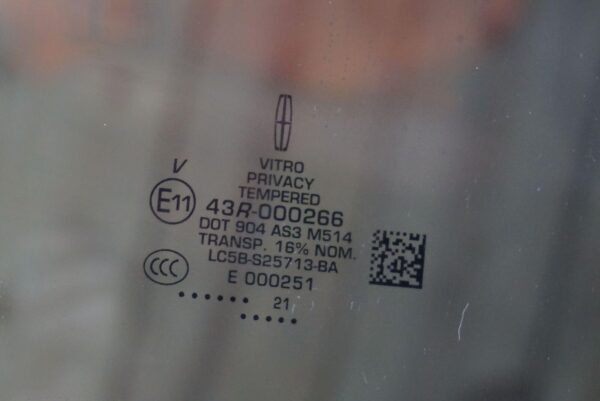 VITRO
PRIVACY
TEMPERED
V
E11
43R-000266
DOT 904 AS3 M514
TRANSP. 16% NOM.
LC5B-S25713-BA
CCC
E 000251
21